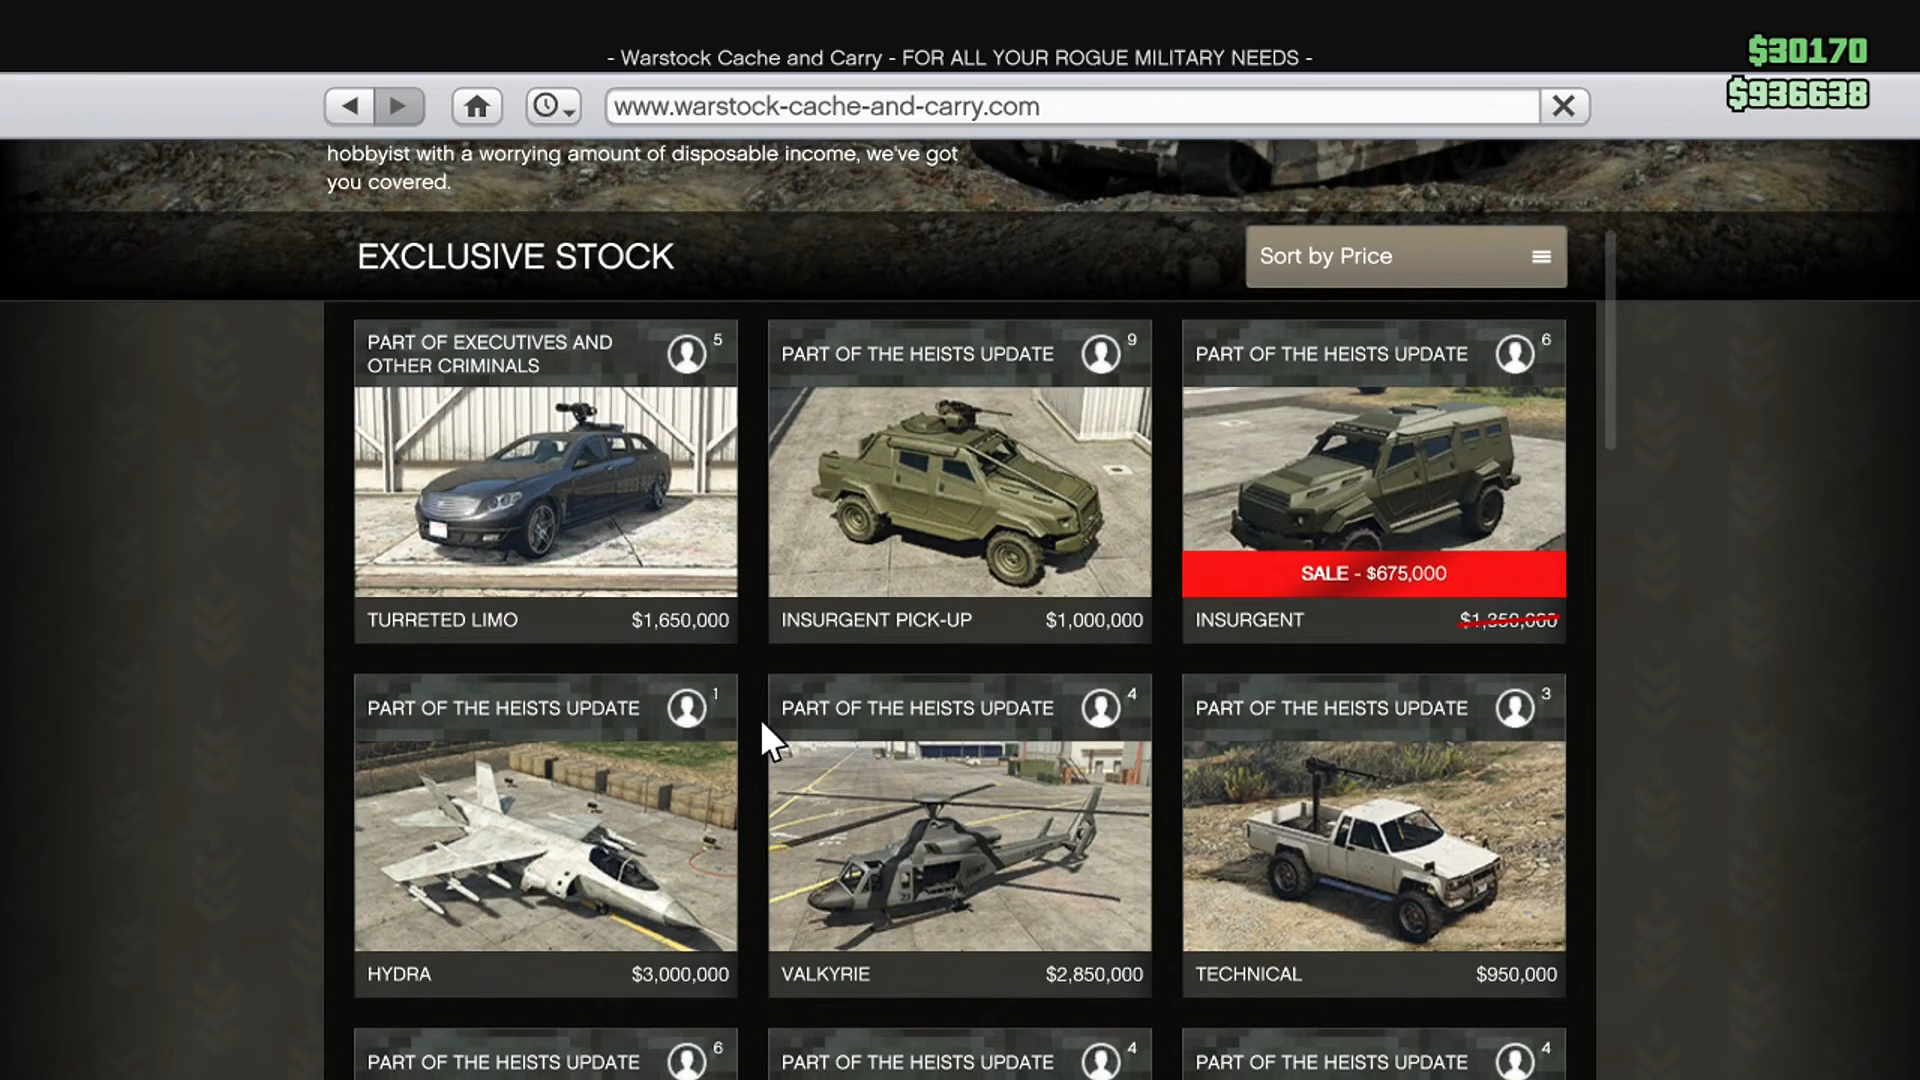 - Warstock Cache and Carry - FOR ALL YOUR ROGUE MILITARY NEEDS -
$30170
$936638
www.warstock-cache-and-carry.com
hobbyist with a worrying amount of disposable income, we've got
you covered.
EXCLUSIVE STOCK
Sort by Price
PART OF EXECUTIVES AND
OTHER CRIMINALS
5
PART OF THE HEISTS UPDATE
9
PART OF THE HEISTS UPDATE
6
SALE - $675,000
TURRETED LIMO $1,650,000
INSURGENT PICK-UP $1,000,000
INSURGENT $1,350,000
PART OF THE HEISTS UPDATE
1
PART OF THE HEISTS UPDATE
4
PART OF THE HEISTS UPDATE
3
HYDRA $3,000,000
VALKYRIE $2,850,000
TECHNICAL $950,000
PART OF THE HEISTS UPDATE
6
PART OF THE HEISTS UPDATE
4
PART OF THE HEISTS UPDATE
4